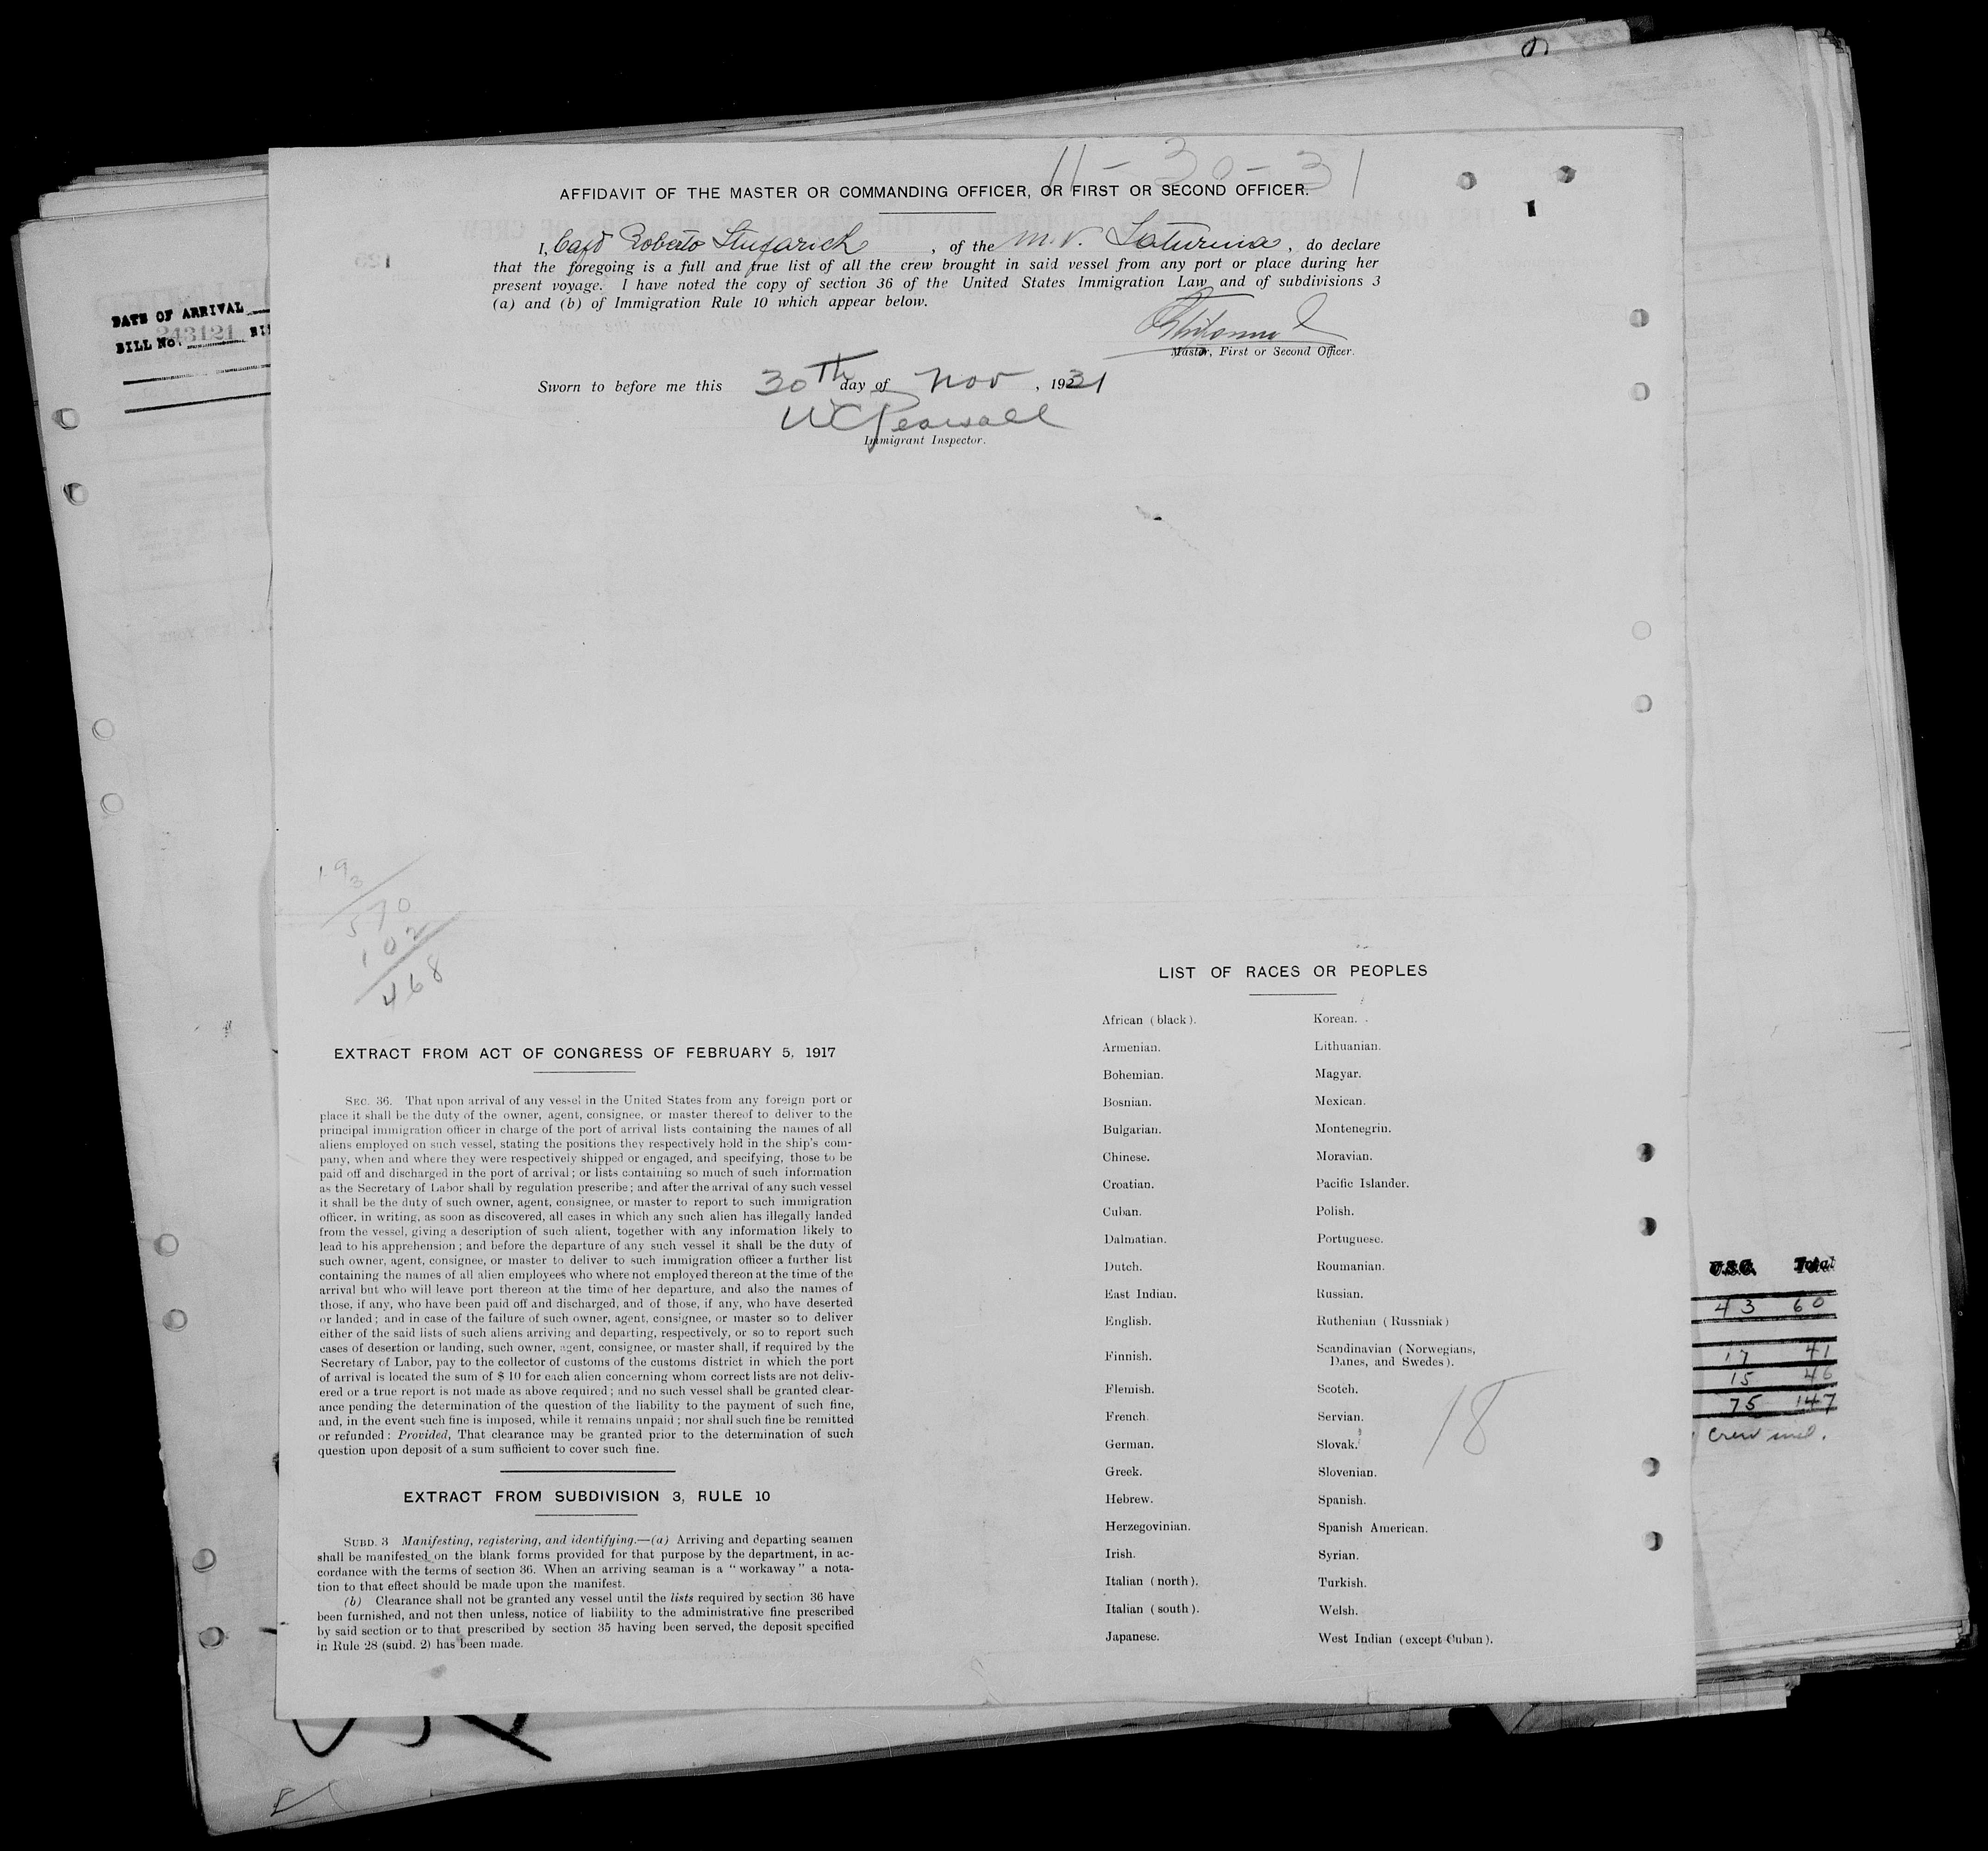 11-30-31
AFFIDAVIT OF THE MASTER OR COMMANDING OFFICER, OR FIRST OR SECOND OFFICER.
I, Capt Roberto Stuparich, of the M.V. Saturnia, do declare
that the foregoing is a full and true list of all the crew brought in said vessel from any port or place during her
present voyage. I have noted the copy of section 36 of the United States Immigration Law and of subdivisions 3
(a) and (b) of Immigration Rule 10 which appear below.
Master, First or Second Officer.
Sworn to before me this 30th day of Nov, 1931
WC Pearsall
Immigrant Inspector.
DATE OF ARRIVAL
243121
BILL No.
193
570
102
468
EXTRACT FROM ACT OF CONGRESS OF FEBRUARY 5, 1917
SEC. 36. That upon arrival of any vessel in the United States from any foreign port or
place it shall be the duty of the owner, agent, consignee, or master thereof to deliver to the
principal immigration officer in charge of the port of arrival lists containing the names of all
aliens employed on such vessel, stating the positions they respectively hold in the ship's com-
pany, when and where they were respectively shipped or engaged, and specifying, those to be
paid off and discharged in the port of arrival; or lists containing so much of such information
as the Secretary of Labor shall by regulation prescribe; and after the arrival of any such vessel
it shall be the duty of such owner, agent, consignee, or master to report to such immigration
officer, in writing, as soon as discovered, all cases in which any such alien has illegally landed
from the vessel, giving a description of such alient, together with any information likely to
lead to his apprehension; and before the departure of any such vessel it shall be the duty of
such owner, agent, consignee, or master to deliver to such immigration officer a further list
containing the names of all alien employees who where not employed thereon at the time of the
arrival but who will leave port thereon at the time of her departure, and also the names of
those, if any, who have been paid off and discharged, and of those, if any, who have deserted
or landed; and in case of the failure of such owner, agent, consignee, or master so to deliver
either of the said lists of such aliens arriving and departing, respectively, or so to report such
cases of desertion or landing, such owner, agent, consignee, or master shall, if required by the
Secretary of Labor, pay to the collector of customs of the customs district in which the port
of arrival is located the sum of $ 10 for each alien concerning whom correct lists are not deliv-
ered or a true report is not made as above required; and no such vessel shall be granted clear-
ance pending the determination of the question of the liability to the payment of such fine,
and, in the event such fine is imposed, while it remains unpaid; nor shall such fine be remitted
or refunded: Provided, That clearance may be granted prior to the determination of such
question upon deposit of a sum sufficient to cover such fine.
EXTRACT FROM SUBDIVISION 3, RULE 10
SUBD. 3 Manifesting, registering, and identifying.—(a) Arriving and departing seamen
shall be manifested on the blank forms provided for that purpose by the department, in ac-
cordance with the terms of section 36. When an arriving seaman is a "workaway" a nota-
tion to that effect should be made upon the manifest.
(b) Clearance shall not be granted any vessel until the lists required by section 36 have
been furnished, and not then unless, notice of liability to the administrative fine prescribed
by said section or to that prescribed by section 35 having been served, the deposit specified
in Rule 28 (subd. 2) has been made.
LIST OF RACES OR PEOPLES
African (black).
Armenian.
Bohemian.
Bosnian.
Bulgarian.
Chinese.
Croatian.
Cuban.
Dalmatian.
Dutch.
East Indian.
English.
Finnish.
Flemish.
French.
German.
Greek.
Hebrew.
Herzegovinian.
Irish.
Italian (north).
Italian (south).
Japanese.
Korean.
Lithuanian.
Magyar.
Mexican.
Montenegrin.
Moravian.
Pacific Islander.
Polish.
Portuguese.
Roumanian.
Russian.
Ruthenian (Russniak)
Scandinavian (Norwegians,
Danes, and Swedes).
Scotch.
Servian.
Slovak.
Slovenian.
Spanish.
Spanish American.
Syrian.
Turkish.
Welsh.
West Indian (except Cuban).
18
U.S.C. Total
43 60
17 41
15 46
75 147
Crew incl.